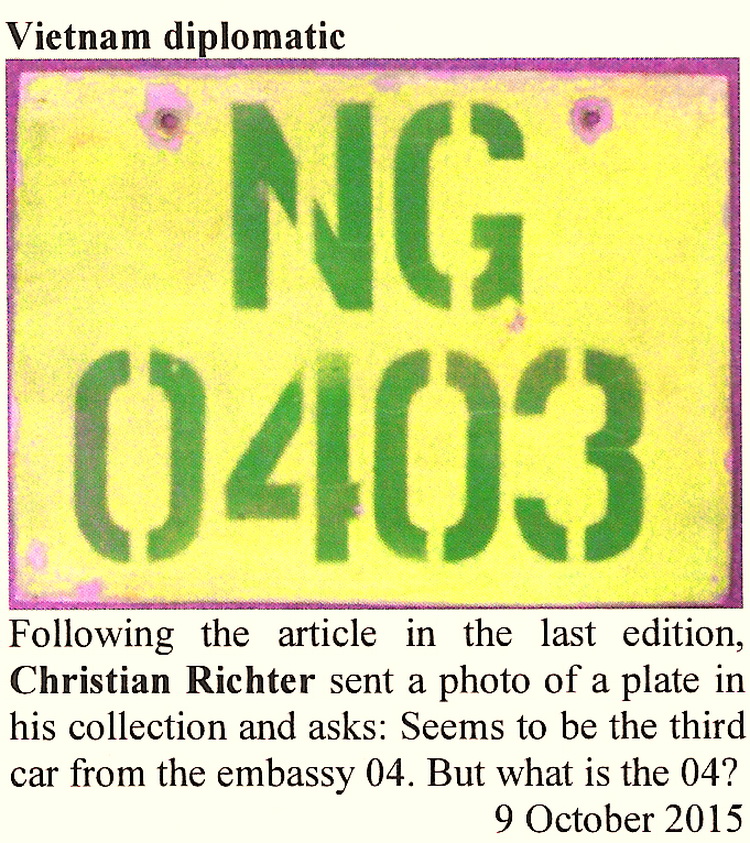 Vietnam diplomatic
NG
0403
Following the article in the last edition,
Christian Richter sent a photo of a plate in
his collection and asks: Seems to be the third
car from the embassy 04. But what is the 04?
9 October 2015